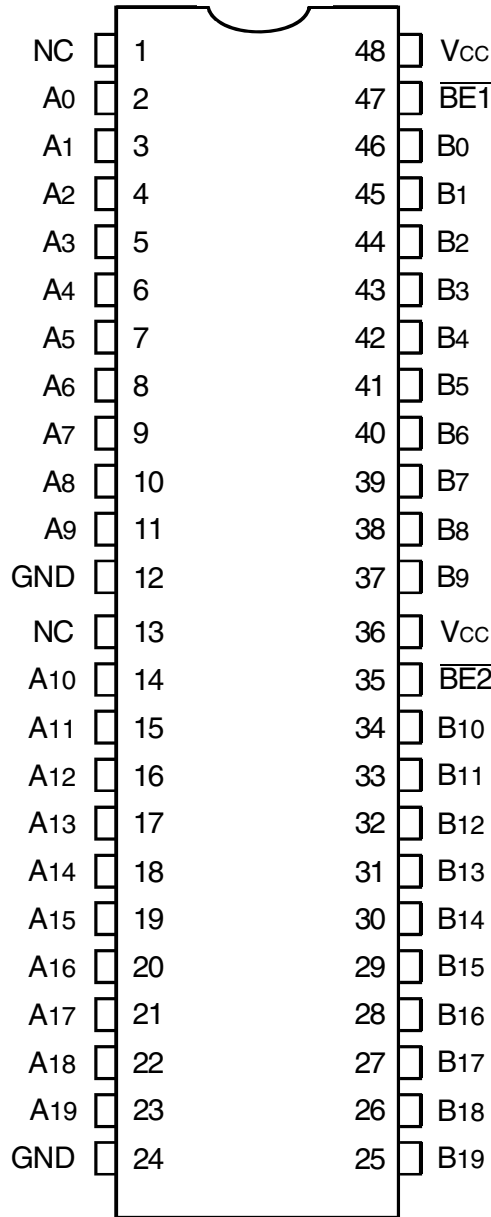 NC 1 48 VCC
A0 2 47 BE1
A1 3 46 B0
A2 4 45 B1
A3 5 44 B2
A4 6 43 B3
A5 7 42 B4
A6 8 41 B5
A7 9 40 B6
A8 10 39 B7
A9 11 38 B8
GND 12 37 B9
NC 13 36 VCC
A10 14 35 BE2
A11 15 34 B10
A12 16 33 B11
A13 17 32 B12
A14 18 31 B13
A15 19 30 B14
A16 20 29 B15
A17 21 28 B16
A18 22 27 B17
A19 23 26 B18
GND 24 25 B19